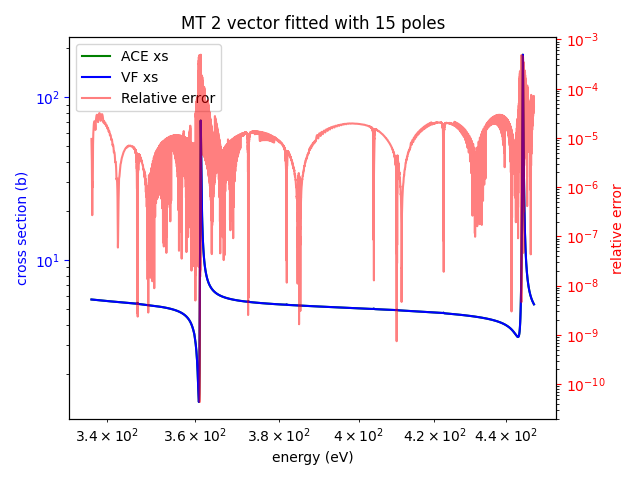 MT 2 vector fitted with 15 poles
ACE xs
VF xs
Relative error
cross section (b)
10²
10¹
relative error
10⁻³
10⁻⁴
10⁻⁵
10⁻⁶
10⁻⁷
10⁻⁸
10⁻⁹
10⁻¹⁰
3.4 × 10² 3.6 × 10² 3.8 × 10² 4 × 10² 4.2 × 10² 4.4 × 10²
energy (eV)